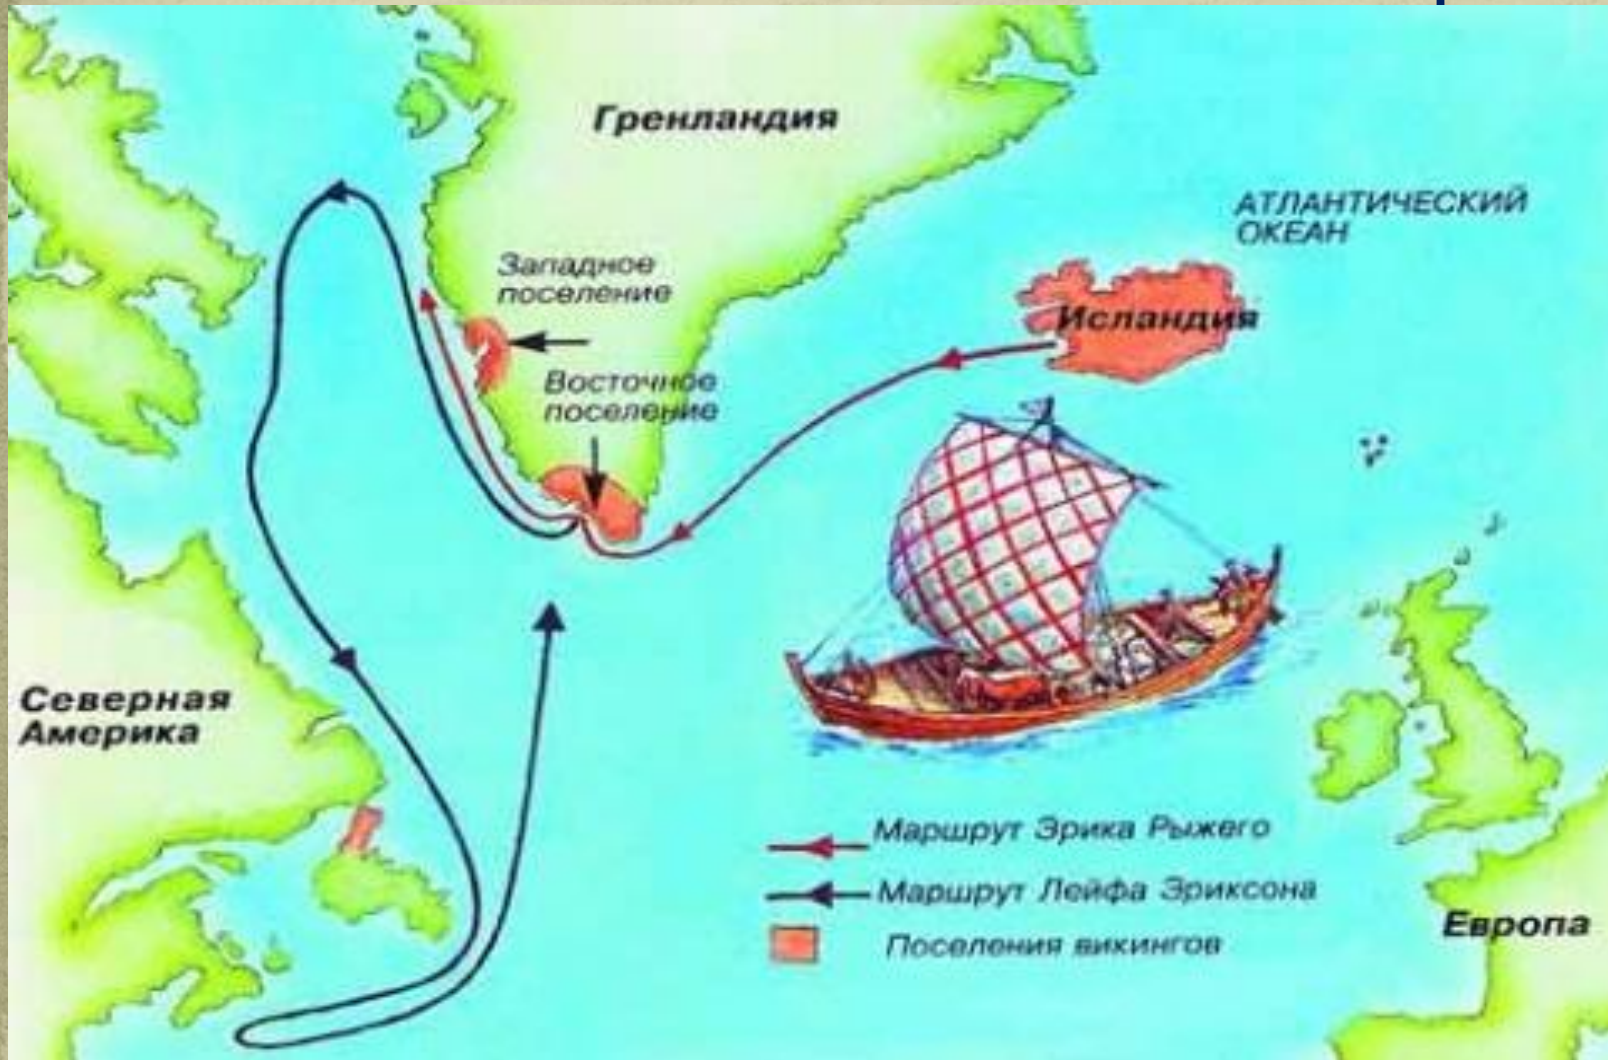 Гренландия
АТЛАНТИЧЕСКИЙ
ОКЕАН
Западное
поселение
Исландия
Восточное
поселение
Северная
Америка
Маршрут Эрика Рыжего
Маршрут Лейфа Эриксона
Поселения викингов
Европа